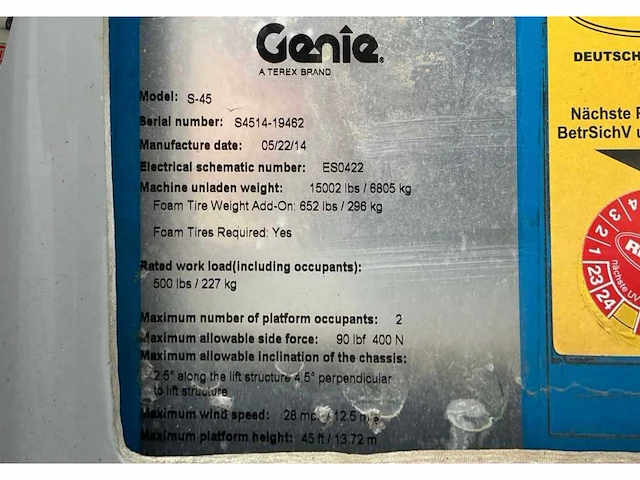 Genie
A TEREX BRAND
Model: S-45
Serial number: S4514-19462
Manufacture date: 05/22/14
Electrical schematic number: ES0422
Machine unladen weight: 15002 lbs / 6805 kg
Foam Tire Weight Add-On: 652 lbs / 296 kg
Foam Tires Required: Yes
Rated work load(including occupants):
500 lbs / 227 kg
Maximum number of platform occupants: 2
Maximum allowable side force: 90 lbf 400 N
Maximum allowable inclination of the chassis:
2.5° along the lift structure 4.5° perpendicular
to lift structure
Maximum wind speed: 28 mph / 12.5 m/s
Maximum platform height: 45 ft / 13.72 m
DEUTSCH
Nächste
BetrSichV u
4
3
2
1
23
24
nächste UV